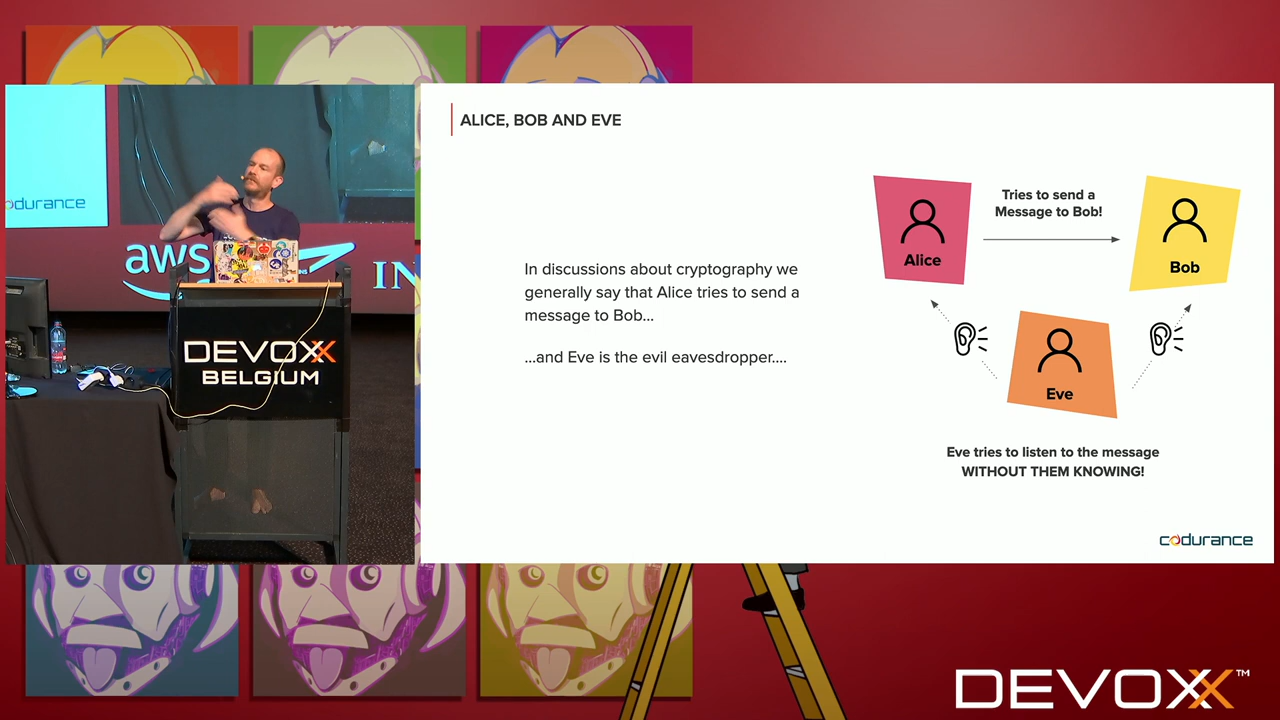 ALICE, BOB AND EVE
In discussions about cryptography we
generally say that Alice tries to send a
message to Bob...
...and Eve is the evil eavesdropper....
Tries to send a
Message to Bob!
Alice
Bob
Eve
Eve tries to listen to the message
WITHOUT THEM KNOWING!
codurance
odurance
aws
IN
DEVOXX
BELGIUM
DEVOXX™